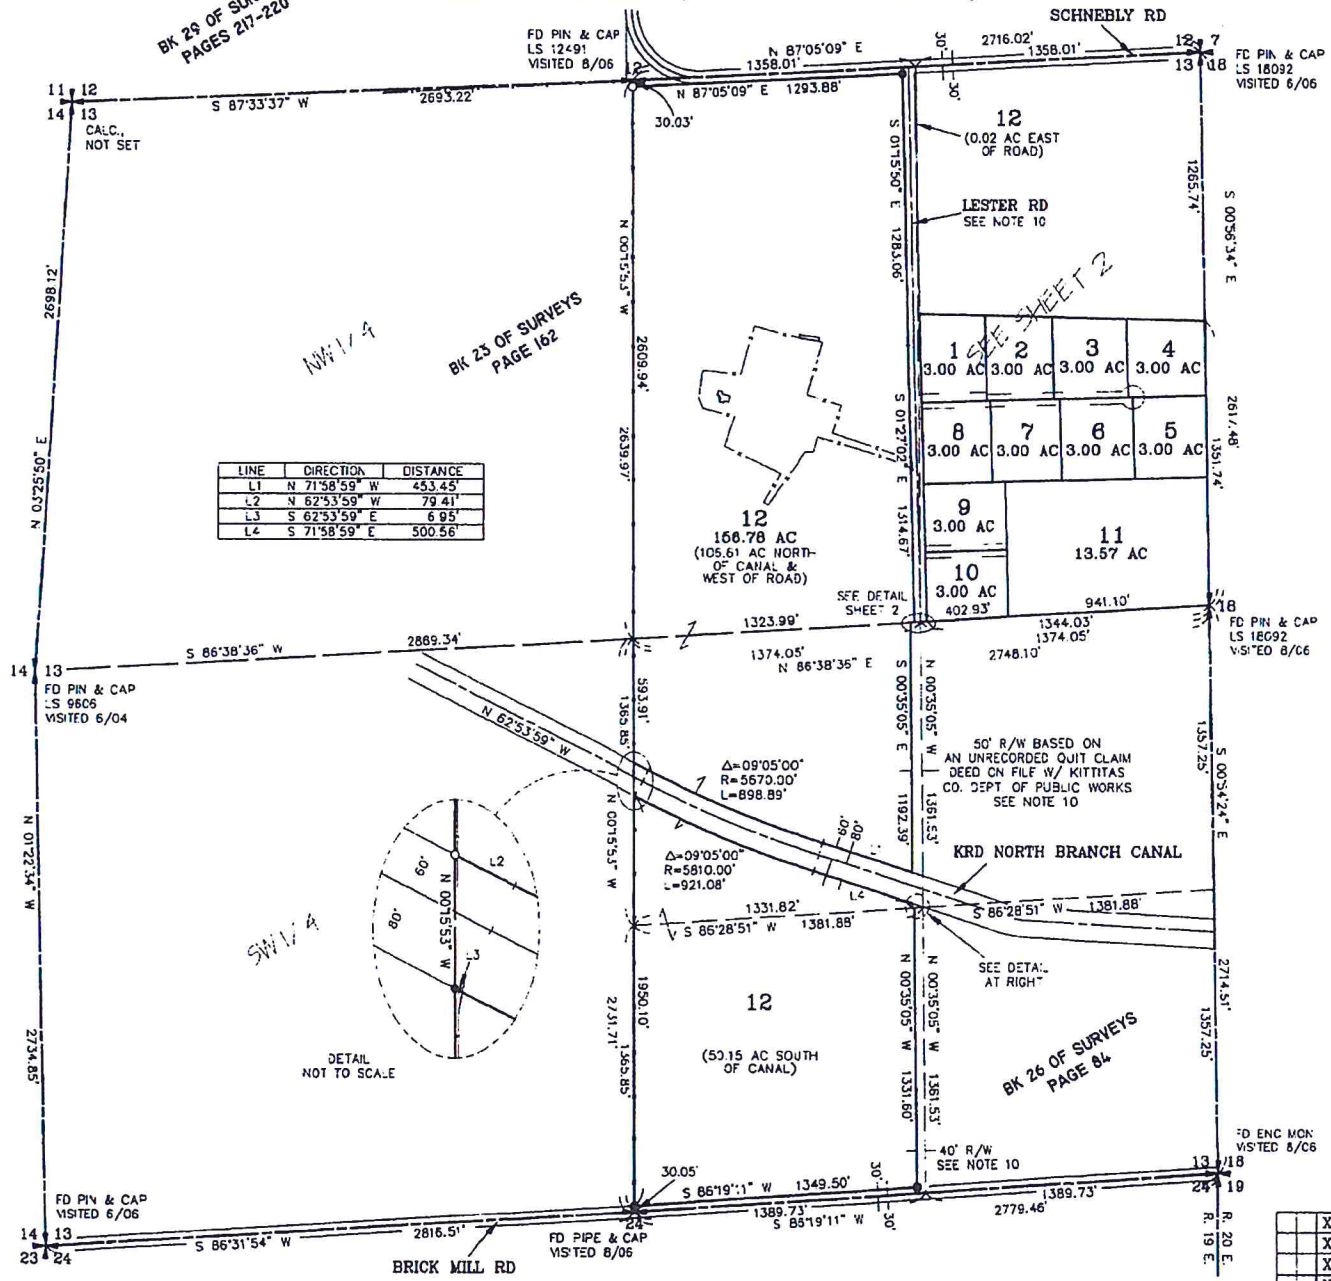 BK 29 OF SURVEYS
PAGES 217-220
FD PIN & CAP
LS 12491
VISITED 8/06
SCHNEBLY RD
2716.02'
N 87°05'09" E
1358.01'
30'
1358.01'
12 7
13 18
FD PIN & CAP
LS 18092
VISITED 6/06
11 12
14 13
S 87°33'37" W
2693.22'
12
N 87°05'09" E 1293.88'
30'
CALC.,
NOT SET
30.03'
12
(0.02 AC EAST
OF ROAD)
S 01°15'50" E
1283.06'
1265.74'
S 00°56'34" E
LESTER RD
SEE NOTE 10
2698.12'
N 03°25'50" E
N 00°15'53" W
2609.94'
2639.97'
NW 1/4
BK 23 OF SURVEYS
PAGE 162
SEE SHEET 2
1
3.00 AC
2
3.00 AC
3
3.00 AC
4
3.00 AC
8
3.00 AC
7
3.00 AC
6
3.00 AC
5
3.00 AC
2617.48'
1351.74'
S 01°27'02" E
1314.67'
LINE DIRECTION DISTANCE
L1 N 71°58'59" W 453.45'
L2 N 62°53'59" W 79.41'
L3 S 62°53'59" E 6.95'
L4 S 71°58'59" E 500.56'
12
156.78 AC
(105.61 AC NORTH
OF CANAL &
WEST OF ROAD)
9
3.00 AC
10
3.00 AC
11
13.57 AC
SEE DETAIL
SHEET 2
402.93'
941.10'
18
1323.99'
1344.03'
FD PIN & CAP
LS 18092
VISITED 8/06
S 86°38'36" W
2869.34'
1374.05'
N 86°38'36" E
1374.05'
2748.10'
14 13
FD PIN & CAP
LS 9606
VISITED 6/04
593.91'
1365.85'
N 62°53'59" W
S 00°35'05" E
1192.39'
N 00°35'05" W
1361.53'
50' R/W BASED ON
AN UNRECORDED QUIT CLAIM
DEED ON FILE W/ KITTITAS
CO. DEPT OF PUBLIC WORKS
SEE NOTE 10
1357.25'
S 00°54'24" E
Δ=09°05'00"
R=5670.00'
L=898.89'
N 00°15'53" W
Δ=09°05'00"
R=5810.00'
L=921.08'
60'
80'
L4
KRD NORTH BRANCH CANAL
N 01°22'34" W
60'
L2
80'
N 00°15'53" W
L3
1331.82'
S 86°28'51" W
1381.88'
S 86°28'51" W
1381.88'
SEE DETAIL
AT RIGHT
SW 1/4
2734.85'
DETAIL
NOT TO SCALE
1950.10'
2731.71'
1365.85'
12
(50.15 AC SOUTH
OF CANAL)
N 00°35'05" W
1331.60'
N 00°35'05" W
1361.53'
BK 26 OF SURVEYS
PAGE 84
2714.51'
1357.25'
FD ENC MON
VISITED 8/06
40' R/W
SEE NOTE 10
13 18
24 19
FD PIN & CAP
VISITED 6/06
30.05'
S 86°19'11" W
1349.50'
30'
1389.73'
1389.73'
S 86°19'11" W
30'
2779.46'
14 13
23 24
S 86°31'54" W
2816.51'
24
FD PIPE & CAP
VISITED 8/06
R. 19 E.
R. 20 E.
BRICK MILL RD
X
X
X